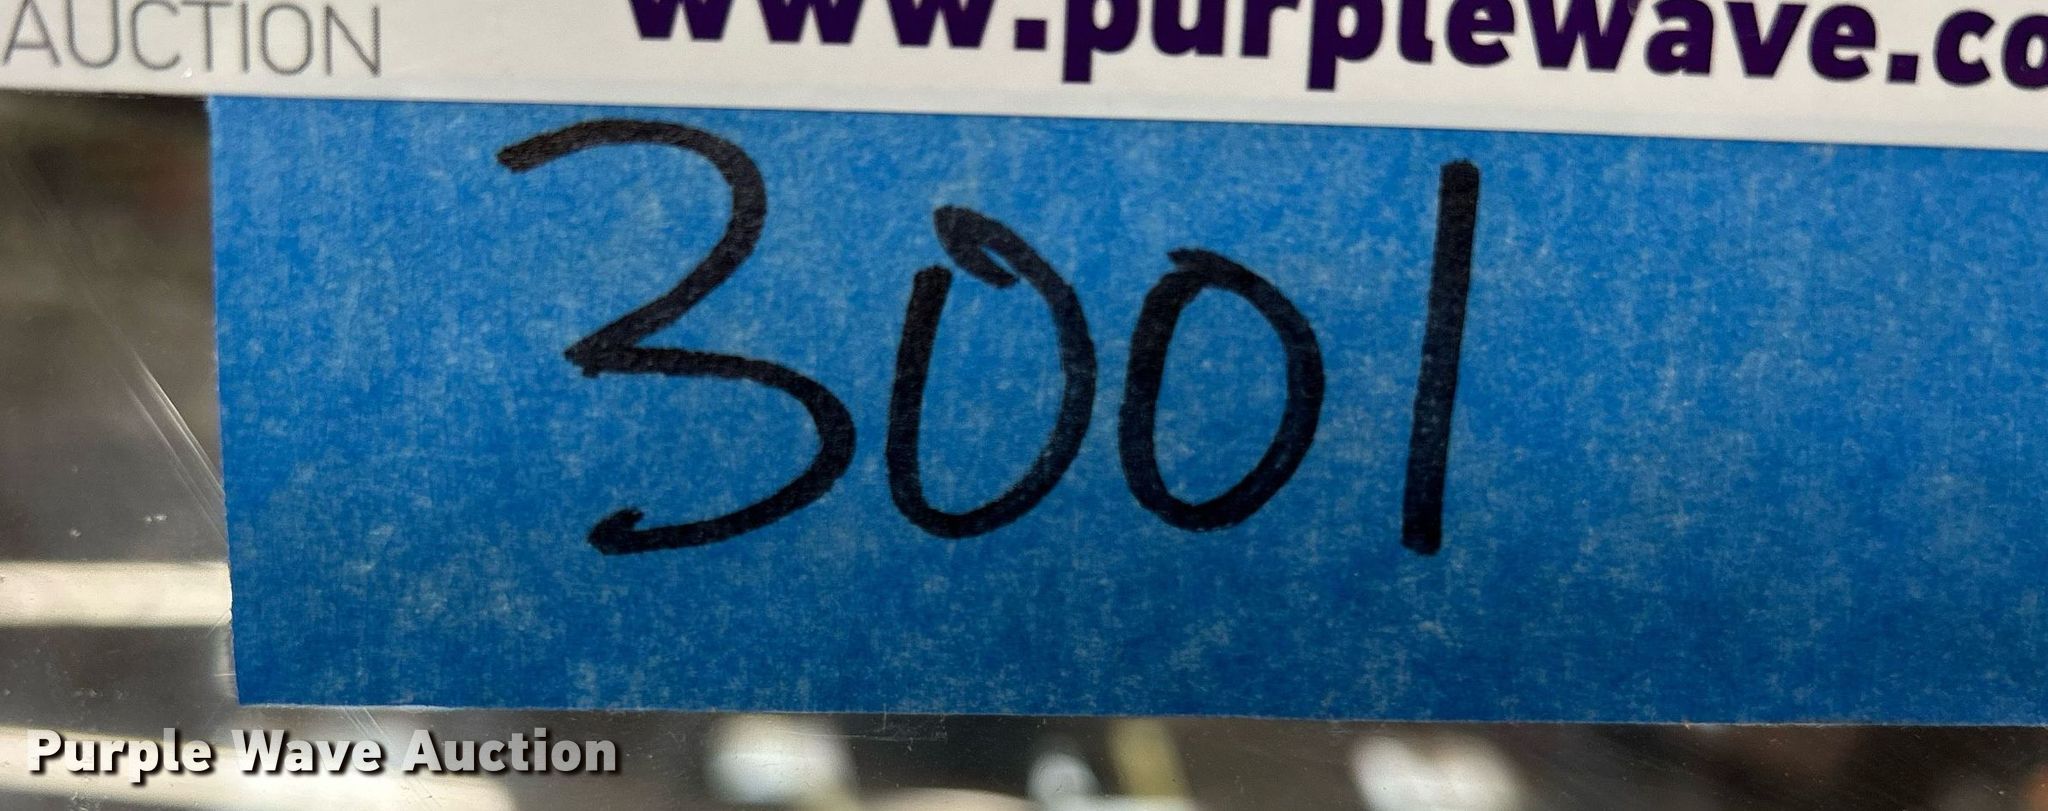 AUCTION
www.purplewave.co
3001
Purple Wave Auction